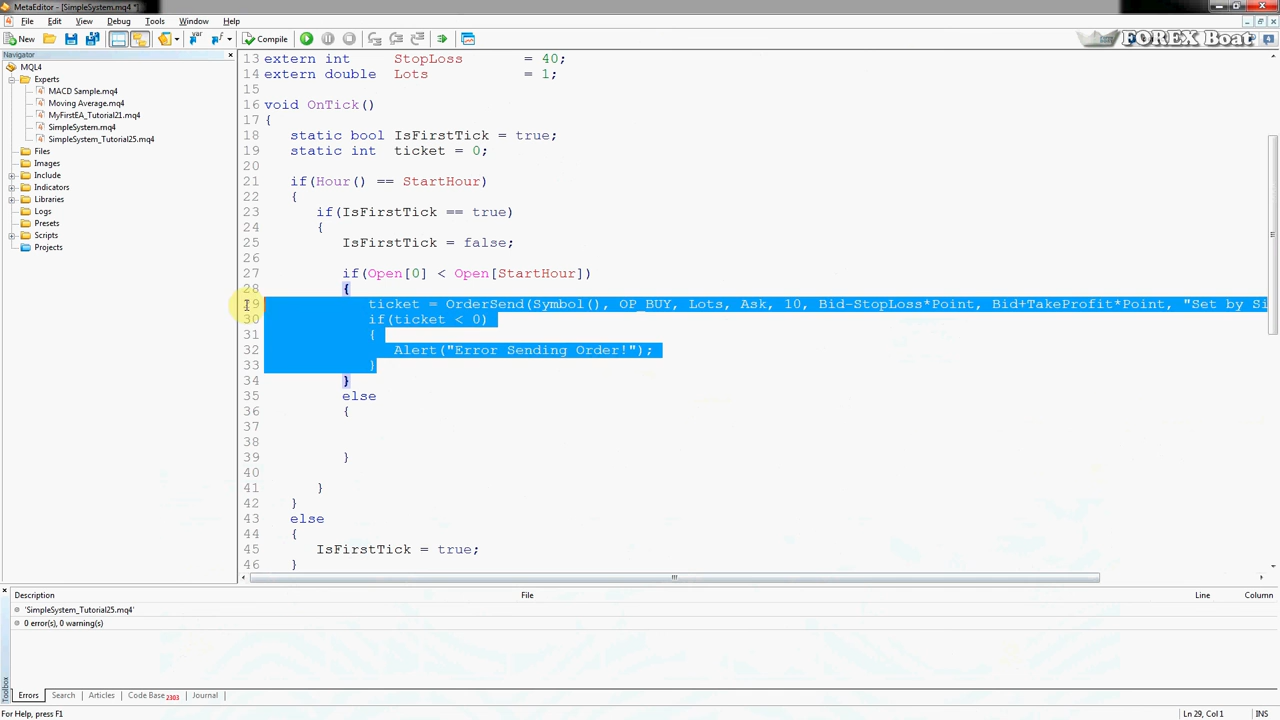 MetaEditor - [SimpleSystem.mq4 *]
File Edit View Debug Tools Window Help
New Compile FOREX Boat
Navigator
MQL4
Experts
MACD Sample.mq4
Moving Average.mq4
MyFirstEA_Tutorial21.mq4
SimpleSystem.mq4
SimpleSystem_Tutorial25.mq4
Files
Images
Include
Indicators
Libraries
Logs
Presets
Scripts
Projects
13 extern int StopLoss = 40;
14 extern double Lots = 1;
15
16 void OnTick()
17 {
18 static bool IsFirstTick = true;
19 static int ticket = 0;
20
21 if(Hour() == StartHour)
22 {
23 if(IsFirstTick == true)
24 {
25 IsFirstTick = false;
26
27 if(Open[0] < Open[StartHour])
28 {
29 ticket = OrderSend(Symbol(), OP_BUY, Lots, Ask, 10, Bid-StopLoss*Point, Bid+TakeProfit*Point, "Set by Si
30 if(ticket < 0)
31 {
32 Alert("Error Sending Order!");
33 }
34 }
35 else
36 {
37
38
39 }
40
41 }
42 }
43 else
44 {
45 IsFirstTick = true;
46 }
Description File Line Column
'SimpleSystem_Tutorial25.mq4'
0 error(s), 0 warning(s)
Toolbox
Errors Search Articles Code Base 2303 Journal
For Help, press F1 Ln 29, Col 1 INS